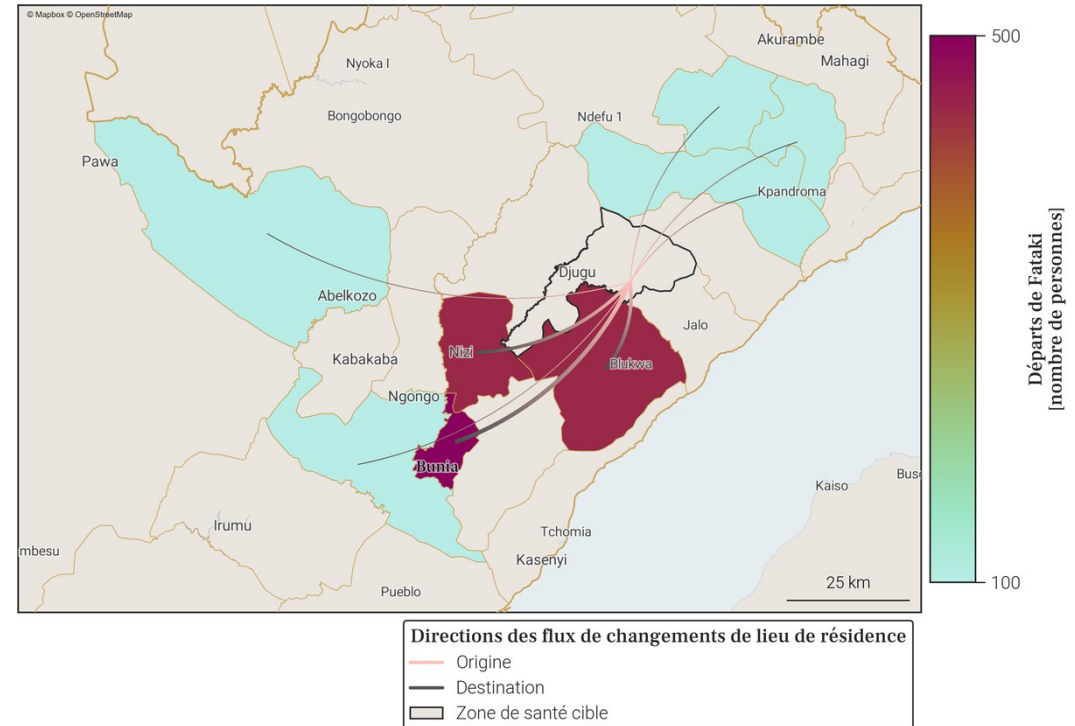 © Mapbox © OpenStreetMap
Akurambe
Mahagi
Nyoka I
Bongobongo
Ndefu 1
Pawa
Kpandroma
Djugu
Abelkozo
Jalo
Nizi
Kabakaba
Blukwa
Ngongo
Bunia
Kaiso
Buse
Irumu
Tchomia
mbesu
Kasenyi
Pueblo
25 km
500
100
Départs de Fataki
[nombre de personnes]
Directions des flux de changements de lieu de résidence
Origine
Destination
Zone de santé cible